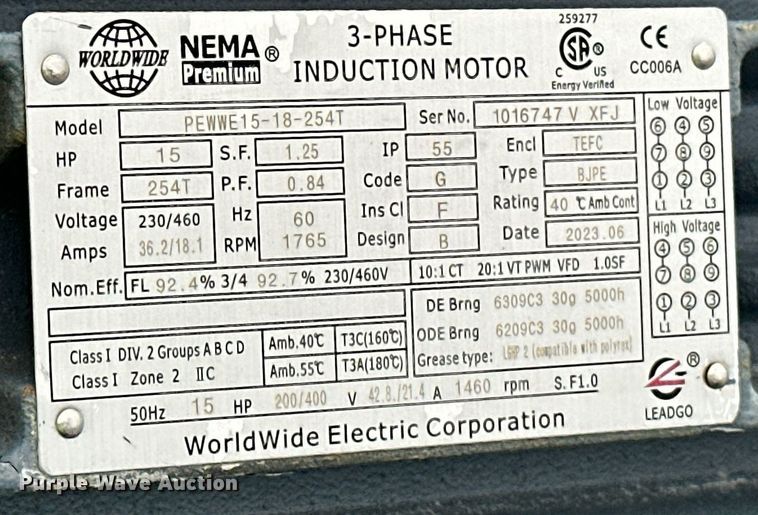 WORLDWIDE
NEMA Premium ®
3-PHASE
INDUCTION MOTOR
259277
SA ®
C US
Energy Verified
CE
CC006A
Model PEWWE15-18-254T Ser No. 1016747 V XFJ
HP 15 S.F. 1.25 IP 55 Encl TEFC
Frame 254T P.F. 0.84 Code G Type BJPE
Voltage 230/460 Hz 60 Ins Cl F Rating 40 ℃ Amb Cont
Amps 36.2/18.1 RPM 1765 Design B Date 2023.06
Nom.Eff. FL 92.4% 3/4 92.7% 230/460V 10:1 CT 20:1 VT PWM VFD 1.0SF
Low Voltage
6 4 5
7 8 9
1 2 3
L1 L2 L3
High Voltage
4 5 6
7 8 9
1 2 3
L1 L2 L3
DE Brng 6309C3 30g 5000h
ODE Brng 6209C3 30g 5000h
Grease type: LGHP 2 (compatible with polyrex)
Class I DIV. 2 Groups A B C D
Class I Zone 2 IIC
Amb.40℃ T3C(160℃)
Amb.55℃ T3A(180℃)
50Hz 15 HP 200/400 V 42.8./21.4 A 1460 rpm S.F1.0
WorldWide Electric Corporation
®
LEADGO
Purple Wave Auction